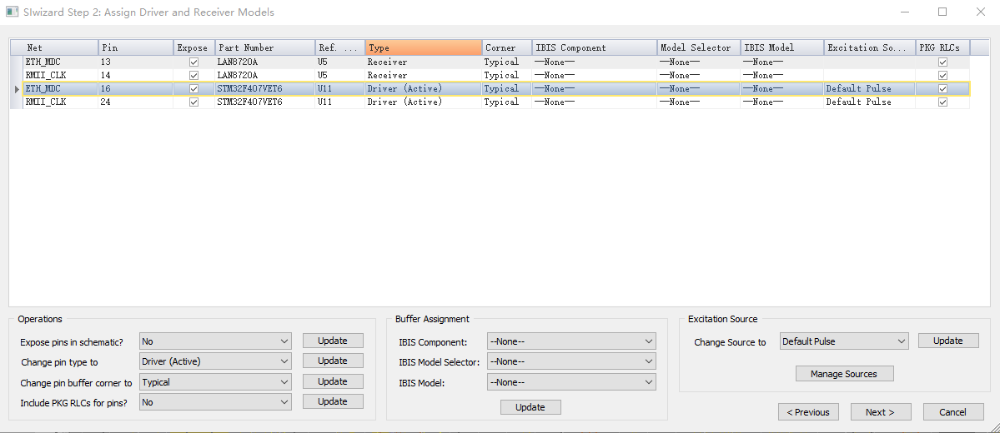 SIwizard Step 2: Assign Driver and Receiver Models
Net Pin Expose Part Number Ref. ... Type Corner IBIS Component Model Selector IBIS Model Excitation So... PKG RLCs
ETH_MDC 13 LAN8720A U5 Receiver Typical --None-- --None-- --None--
RMII_CLK 14 LAN8720A U5 Receiver Typical --None-- --None-- --None--
ETH_MDC 16 STM32F407VET6 U11 Driver (Active) Typical --None-- --None-- --None-- Default Pulse
RMII_CLK 24 STM32F407VET6 U11 Driver (Active) Typical --None-- --None-- --None-- Default Pulse
Operations
Expose pins in schematic? No Update
Change pin type to Driver (Active) Update
Change pin buffer corner to Typical Update
Include PKG RLCs for pins? No Update
Buffer Assignment
IBIS Component: --None--
IBIS Model Selector: --None--
IBIS Model: --None--
Update
Excitation Source
Change Source to Default Pulse Update
Manage Sources
< Previous Next > Cancel